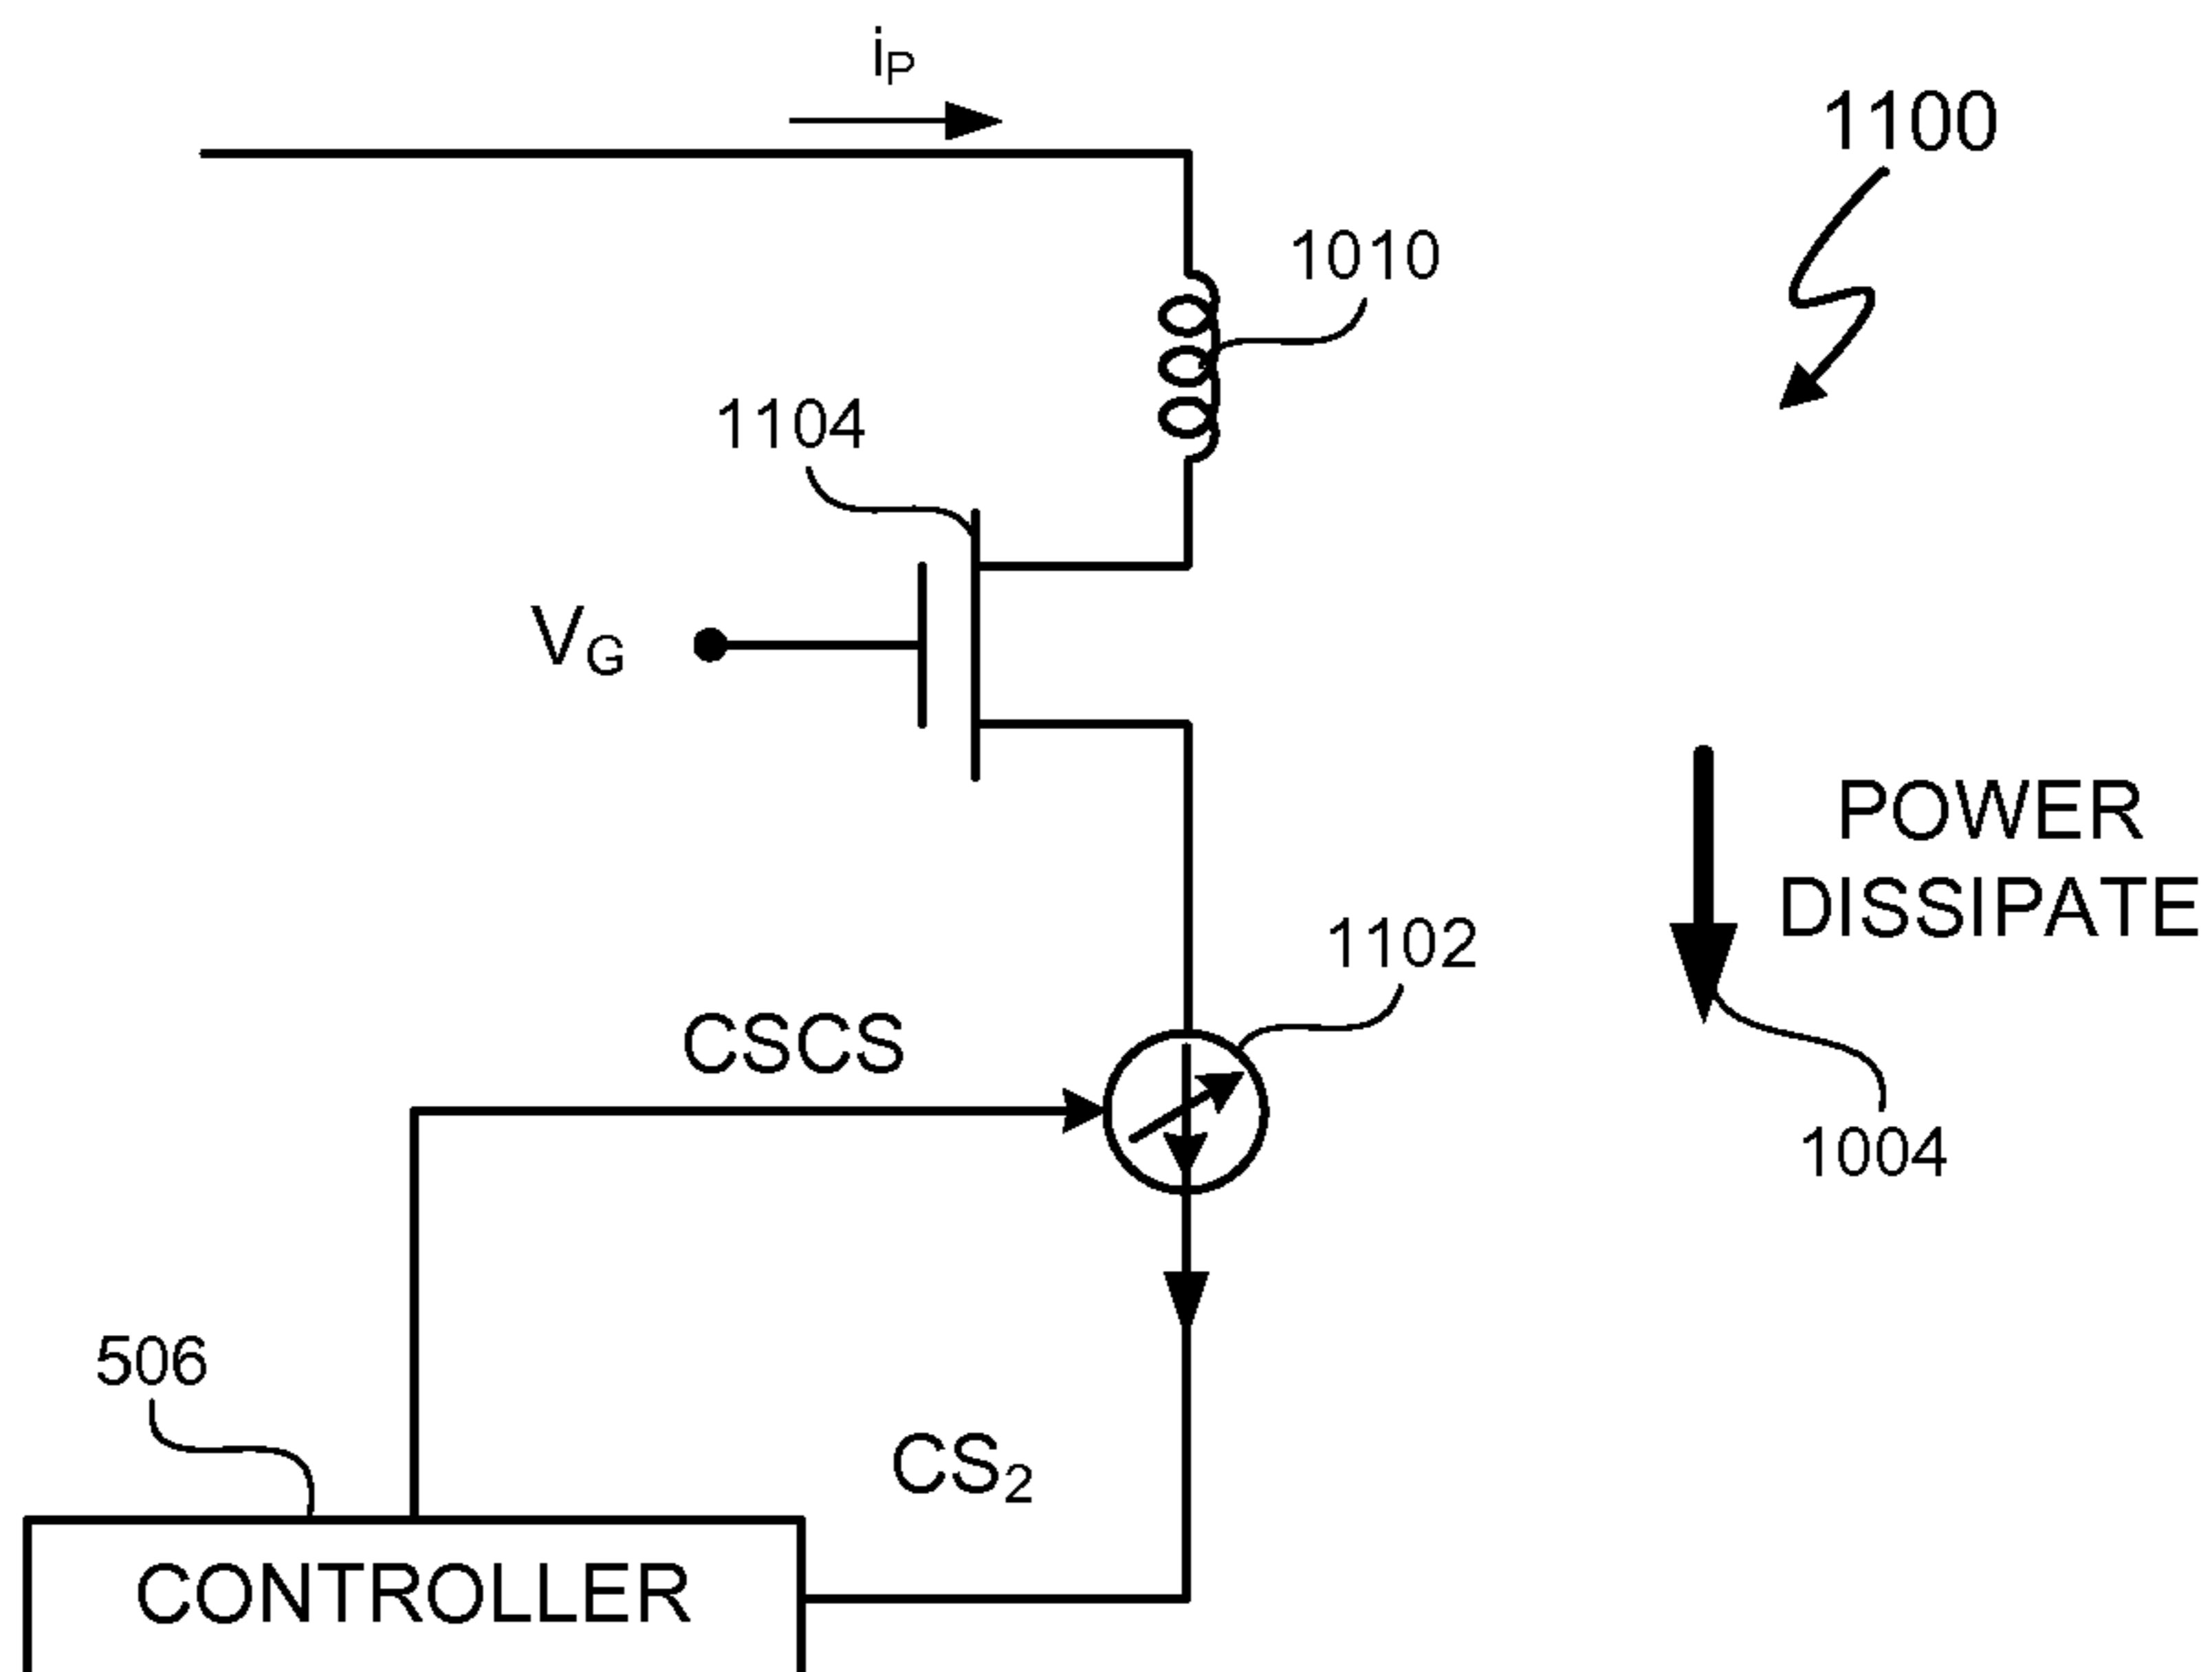 iP
1100
1010
1104
VG
POWER
DISSIPATE
1102
CSCS
1004
506
CS2
CONTROLLER